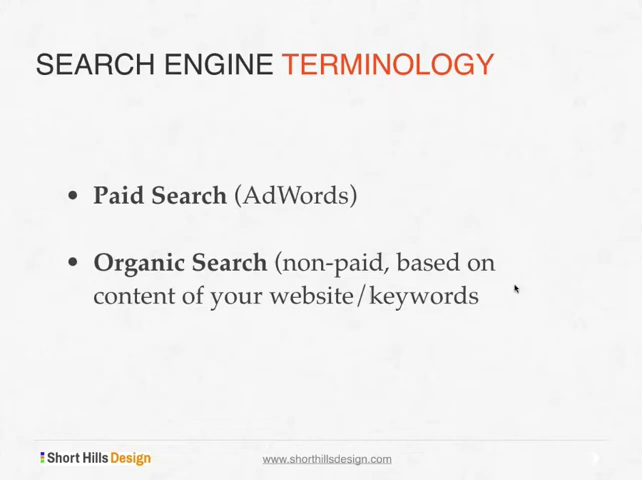 SEARCH ENGINE TERMINOLOGY
• Paid Search (AdWords)
• Organic Search (non-paid, based on
content of your website/keywords
Short Hills Design
www.shorthillsdesign.com